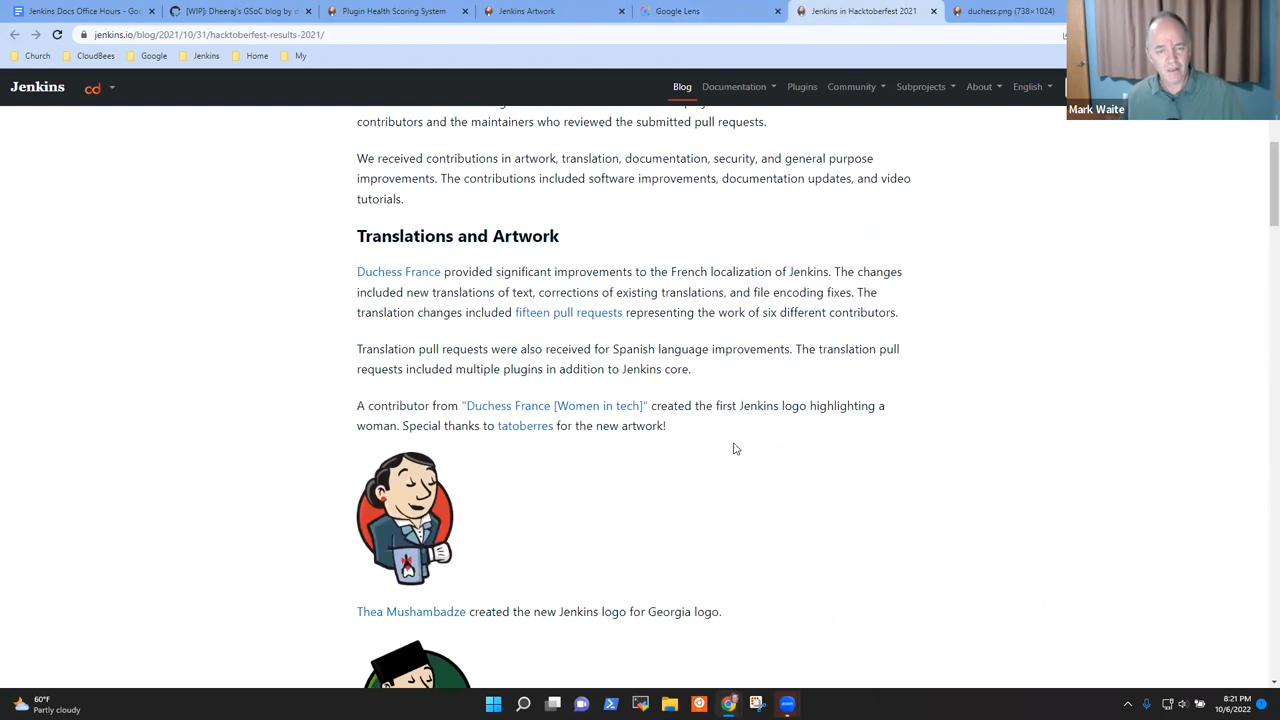 Jenkins Docs Office Hours - Goo
[WIP]: Dheeraj's GSoC blog by d
Plugin Health Scoring System
Jenkins Artwork
Google Lens
Jenkins in Hacktoberfest 2021
duchess.png (738×1024)
jenkins.io/blog/2021/10/31/hacktoberfest-results-2021/
Church
CloudBees
Google
Jenkins
Home
My
Jenkins
cd
Blog
Documentation
Plugins
Community
Subprojects
About
English
Mark Waite
contributors and the maintainers who reviewed the submitted pull requests.
We received contributions in artwork, translation, documentation, security, and general purpose
improvements. The contributions included software improvements, documentation updates, and video
tutorials.
Translations and Artwork
Duchess France provided significant improvements to the French localization of Jenkins. The changes
included new translations of text, corrections of existing translations, and file encoding fixes. The
translation changes included fifteen pull requests representing the work of six different contributors.
Translation pull requests were also received for Spanish language improvements. The translation pull
requests included multiple plugins in addition to Jenkins core.
A contributor from "Duchess France [Women in tech]" created the first Jenkins logo highlighting a
woman. Special thanks to tatoberres for the new artwork!
Thea Mushambadze created the new Jenkins logo for Georgia logo.
60°F
Partly cloudy
8:21 PM
10/6/2022